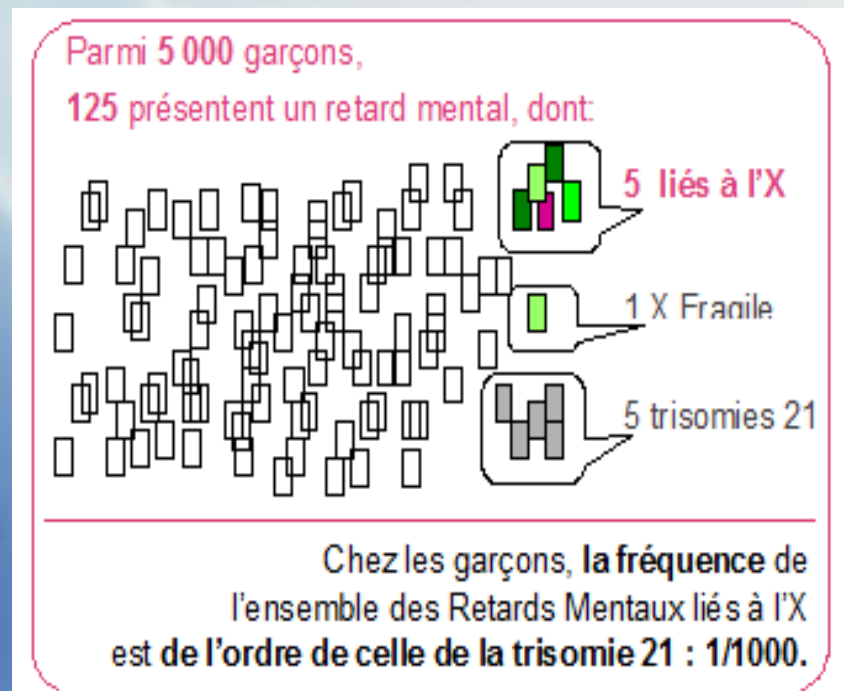 Parmi 5 000 garçons,
125 présentent un retard mental, dont:
5 liés à l'X
1 X Fragile
5 trisomies 21
Chez les garçons, la fréquence de
l'ensemble des Retards Mentaux liés à l'X
est de l'ordre de celle de la trisomie 21 : 1/1000.